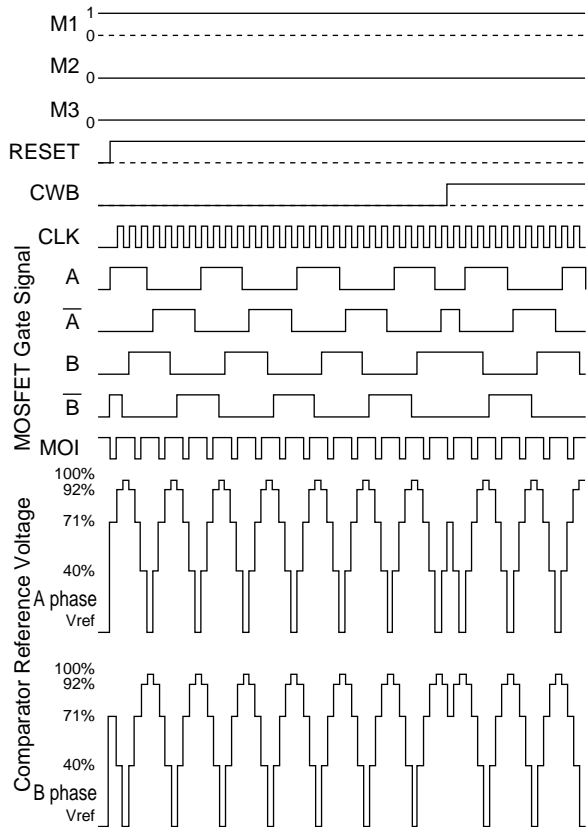 M1 1
0
M2 0
M3 0
RESET
CWB
CLK
MOSFET Gate Signal
A
A
B
B
MOI
Comparator Reference Voltage
100%
92%
71%
40%
A phase
Vref
100%
92%
71%
40%
B phase
Vref